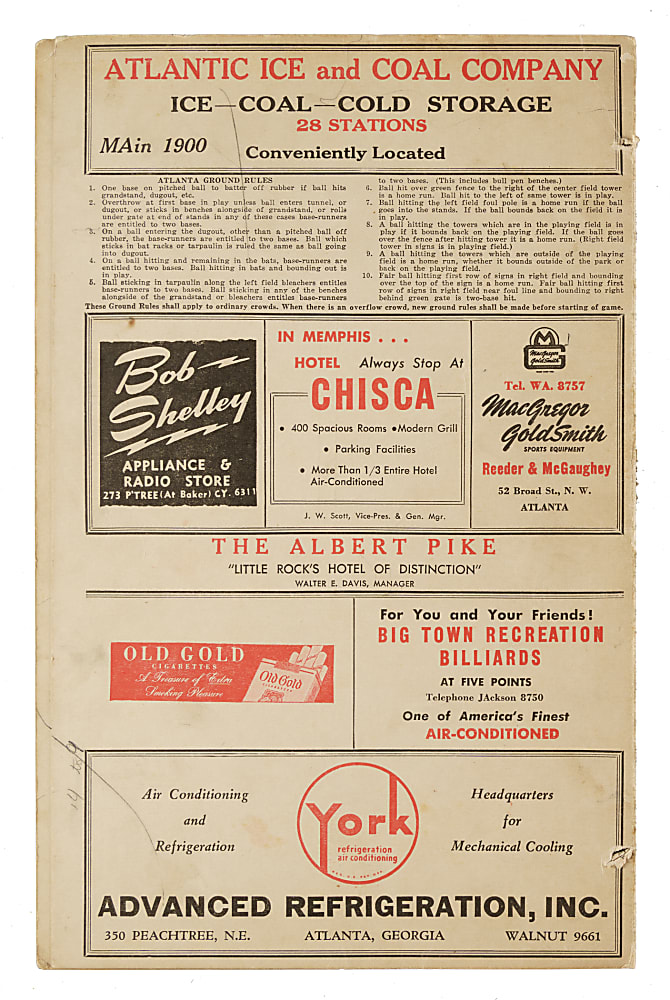 ATLANTIC ICE and COAL COMPANY
ICE—COAL—COLD STORAGE
28 STATIONS
MAin 1900
Conveniently Located
ATLANTA GROUND RULES
1. One base on pitched ball to batter off rubber if ball hits
grandstand, dugout, etc.
2. Overthrow at first base in play unless ball enters tunnel, or
dugout, or sticks in benches alongside of grandstand, or rolls
under gate at end of stands in any of these cases base-runners
are entitled to two bases.
3. On a ball entering the dugout, other than a pitched ball off
rubber, the base-runners are entitled to two bases. Ball which
sticks in bat racks or tarpaulin is ruled the same as ball going
into dugout.
4. On a ball hitting and remaining in the bats, base-runners are
entitled to two bases. Ball hitting in bats and bounding out is
in play.
5. Ball sticking in tarpaulin along the left field bleachers entitles
base-runners to two bases. Ball sticking in any of the benches
alongside of the grandstand or bleachers entitles base-runners
to two bases. (This includes bull pen benches.)
6. Ball hit over green fence to the right of the center field tower
is a home run. Ball hit to the left of same tower is in play.
7. Ball hitting the left field foul pole is a home run if the ball
goes into the stands. If the ball bounds back on the field it is
in play.
8. A ball hitting the towers which are in the playing field is in
play if it bounds back on the playing field. If the ball goes
over the fence after hitting tower it is a home run. (Right field
tower in signs is in playing field.)
9. A ball hitting the towers which are outside of the playing
field is a home run, whether it bounds outside of the park or
back on the playing field.
10. Fair ball hitting first row of signs in right field and bounding
over the top of the sign is a home run. Fair ball hitting first
row of signs in right near foul line and bounding to right
behind green gate is two-base hit.
These Ground Rules shall apply to ordinary crowds. When there is an overflow crowd, new ground rules shall be made before starting of game.
Bob
Shelley
APPLIANCE &
RADIO STORE
273 P'TREE (At Baker) CY. 6311
IN MEMPHIS . . .
HOTEL Always Stop At
CHISCA
• 400 Spacious Rooms • Modern Grill
• Parking Facilities
• More Than 1/3 Entire Hotel
Air-Conditioned
J. W. Scott, Vice-Pres. & Gen. Mgr.
M
MacGregor
GoldSmith
Tel. WA. 8757
MacGregor
GoldSmith
SPORTS EQUIPMENT
Reeder & McGaughey
52 Broad St., N. W.
ATLANTA
THE ALBERT PIKE
"LITTLE ROCK'S HOTEL OF DISTINCTION"
WALTER E. DAVIS, MANAGER
OLD GOLD
CIGARETTES
A Treasure of Extra
Smoking Pleasure
Old Gold
CIGARETTES
For You and Your Friends!
BIG TOWN RECREATION
BILLIARDS
AT FIVE POINTS
Telephone JAckson 8750
One of America's Finest
AIR-CONDITIONED
Air Conditioning
and
Refrigeration
York
refrigeration
air conditioning
Headquarters
for
Mechanical Cooling
ADVANCED REFRIGERATION, INC.
350 PEACHTREE, N.E. ATLANTA, GEORGIA WALNUT 9661